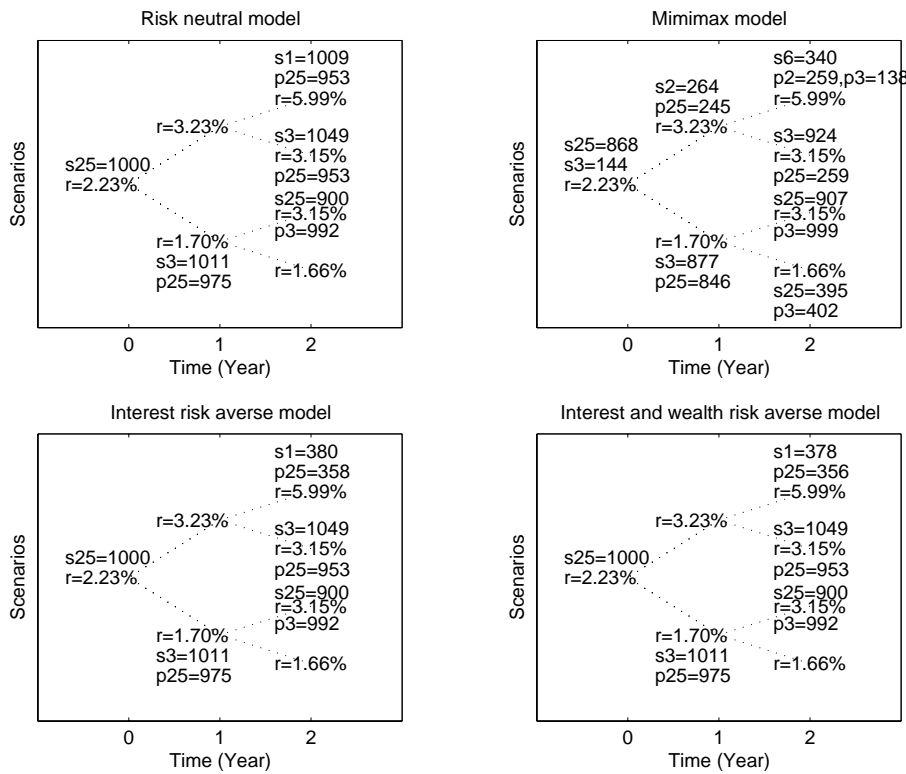 Risk neutral model
s1=1009
p25=953
r=5.99%
r=3.23%
s3=1049
r=3.15%
p25=953
s25=1000
r=2.23%
s25=900
r=3.15%
p3=992
r=1.70%
s3=1011
p25=975
r=1.66%
Scenarios
0 1 2
Time (Year)
Mimimax model
s6=340
p2=259,p3=138
r=5.99%
s2=264
p25=245
r=3.23%
s3=924
r=3.15%
p25=259
s25=868
s3=144
r=2.23%
s25=907
r=3.15%
p3=999
r=1.70%
s3=877
p25=846
r=1.66%
s25=395
p3=402
Scenarios
0 1 2
Time (Year)
Interest risk averse model
s1=380
p25=358
r=5.99%
r=3.23%
s3=1049
r=3.15%
p25=953
s25=1000
r=2.23%
s25=900
r=3.15%
p3=992
r=1.70%
s3=1011
p25=975
r=1.66%
Scenarios
0 1 2
Time (Year)
Interest and wealth risk averse model
s1=378
p25=356
r=5.99%
r=3.23%
s3=1049
r=3.15%
p25=953
s25=1000
r=2.23%
s25=900
r=3.15%
p3=992
r=1.70%
s3=1011
p25=975
r=1.66%
Scenarios
0 1 2
Time (Year)